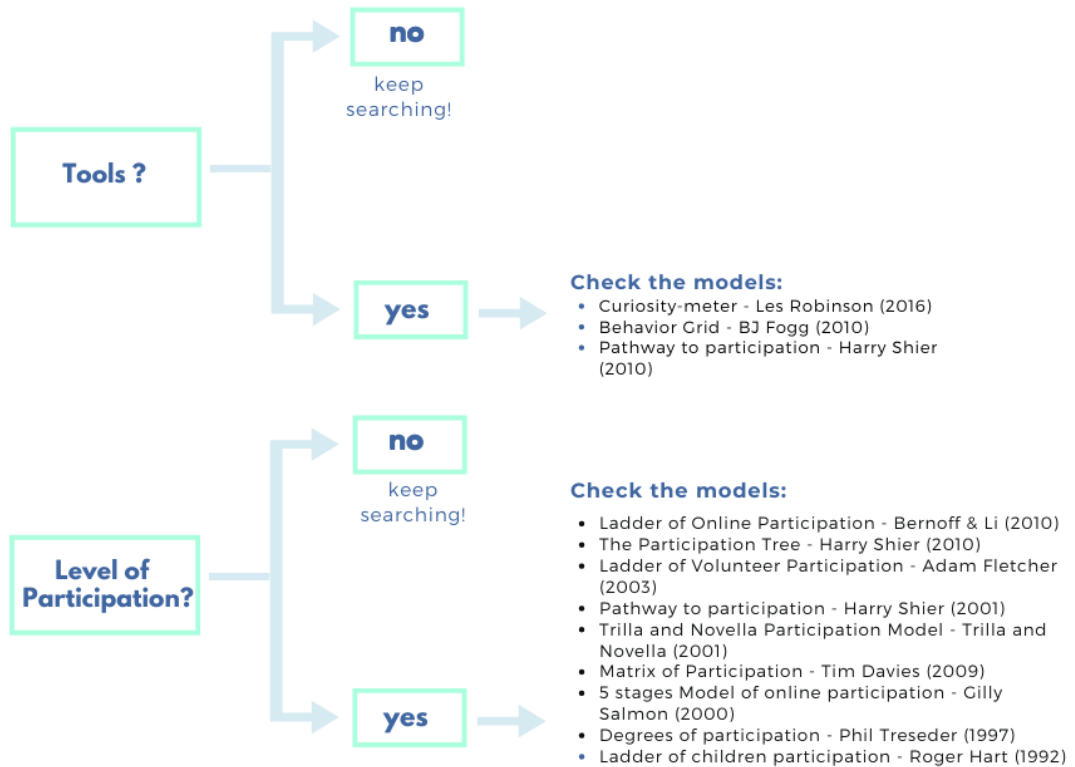 no
keep
searching!
Tools ?
yes
Check the models:
• Curiosity-meter - Les Robinson (2016)
• Behavior Grid - BJ Fogg (2010)
• Pathway to participation - Harry Shier
(2010)
no
keep
searching!
Level of
Participation?
yes
Check the models:
• Ladder of Online Participation - Bernoff & Li (2010)
• The Participation Tree - Harry Shier (2010)
• Ladder of Volunteer Participation - Adam Fletcher
(2003)
• Pathway to participation - Harry Shier (2001)
• Trilla and Novella Participation Model - Trilla and
Novella (2001)
• Matrix of Participation - Tim Davies (2009)
• 5 stages Model of online participation - Gilly
Salmon (2000)
• Degrees of participation - Phil Treseder (1997)
• Ladder of children participation - Roger Hart (1992)